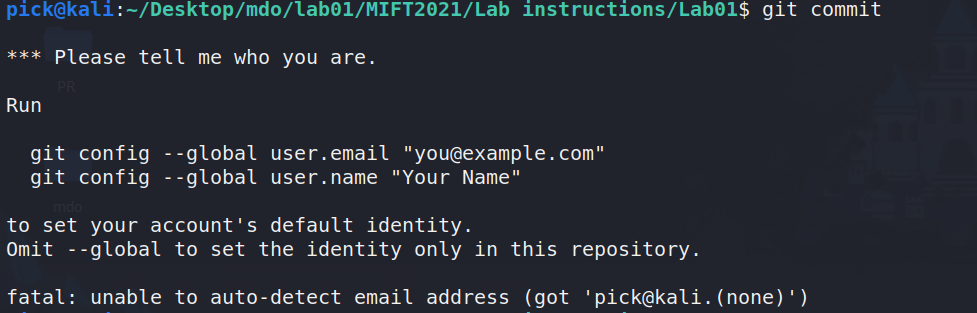 pick@kali:~/Desktop/mdo/lab01/MIFT2021/Lab instructions/Lab01$ git commit
*** Please tell me who you are.
PR
Run
git config --global user.email "you@example.com"
git config --global user.name "Your Name"
mdo
to set your account's default identity.
Omit --global to set the identity only in this repository.
fatal: unable to auto-detect email address (got 'pick@kali.(none)')